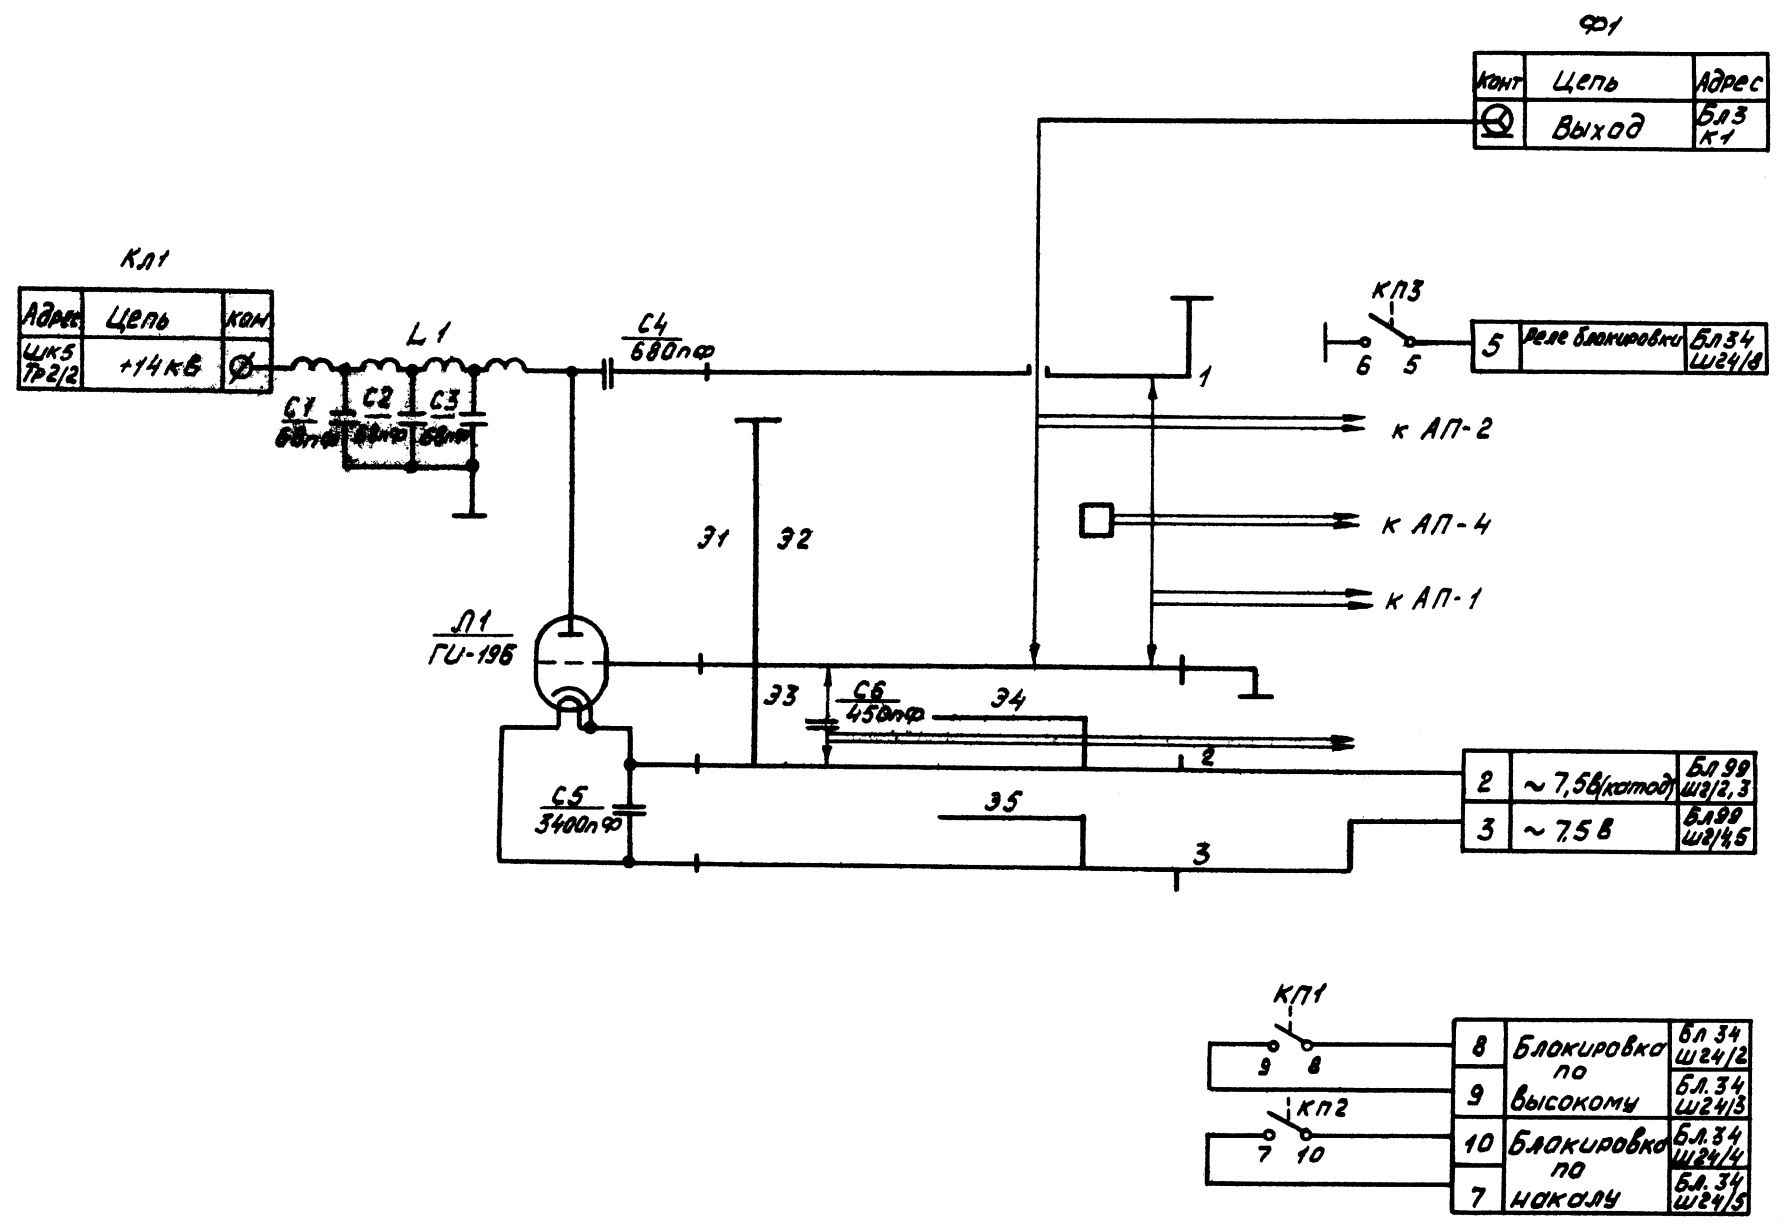 Ф1
Конт Цепь Адрес
Выход Бл3
К1
Кл1
Адрес Цепь кон
Шк5
Тр2/2 +14кв
L1
С4
680пф
С1
68пф
С2
68пф
С3
68пф
1
КП3
6 5
5 Реле блокировки Бл34
Ш24/8
к АП-2
к АП-4
к АП-1
Э1 Э2
Л1
ГИ-19Б
Э3
С6
450пф
Э4
2
С5
3400пФ
Э5
3
2 ~7,5в(катод) Бл99
Ш2/2,3
3 ~7.5 в Бл99
Ш2/4,5
КП1
9 8
КП2
7 10
8 Блокировка Бл 34
Ш24/2
по
9 высокому Бл.34
Ш24/3
10 Блокировка Бл.34
Ш24/4
по
7 накалу Бл.34
Ш24/5